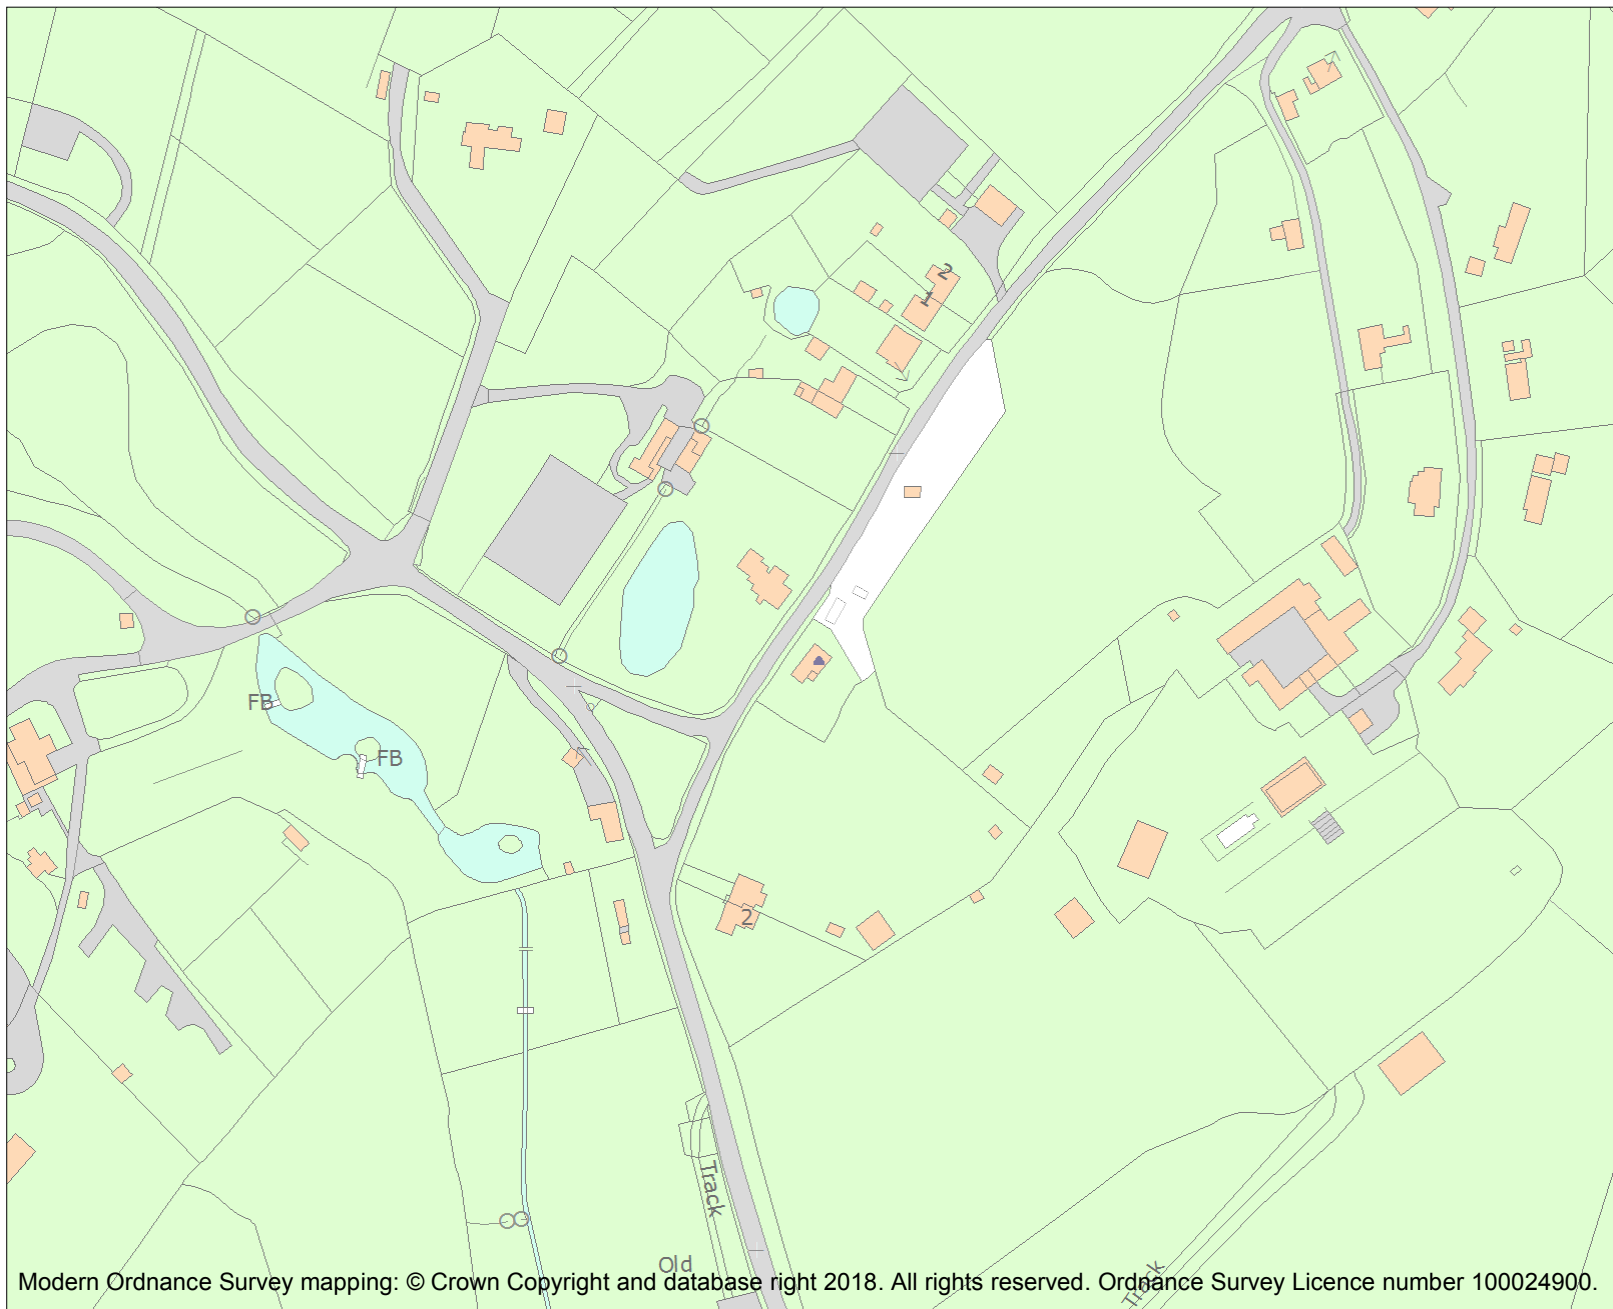 2
1
FB
FB
2
Track
Old
Track
Modern Ordnance Survey mapping: © Crown Copyright and database right 2018. All rights reserved. Ordnance Survey Licence number 100024900.